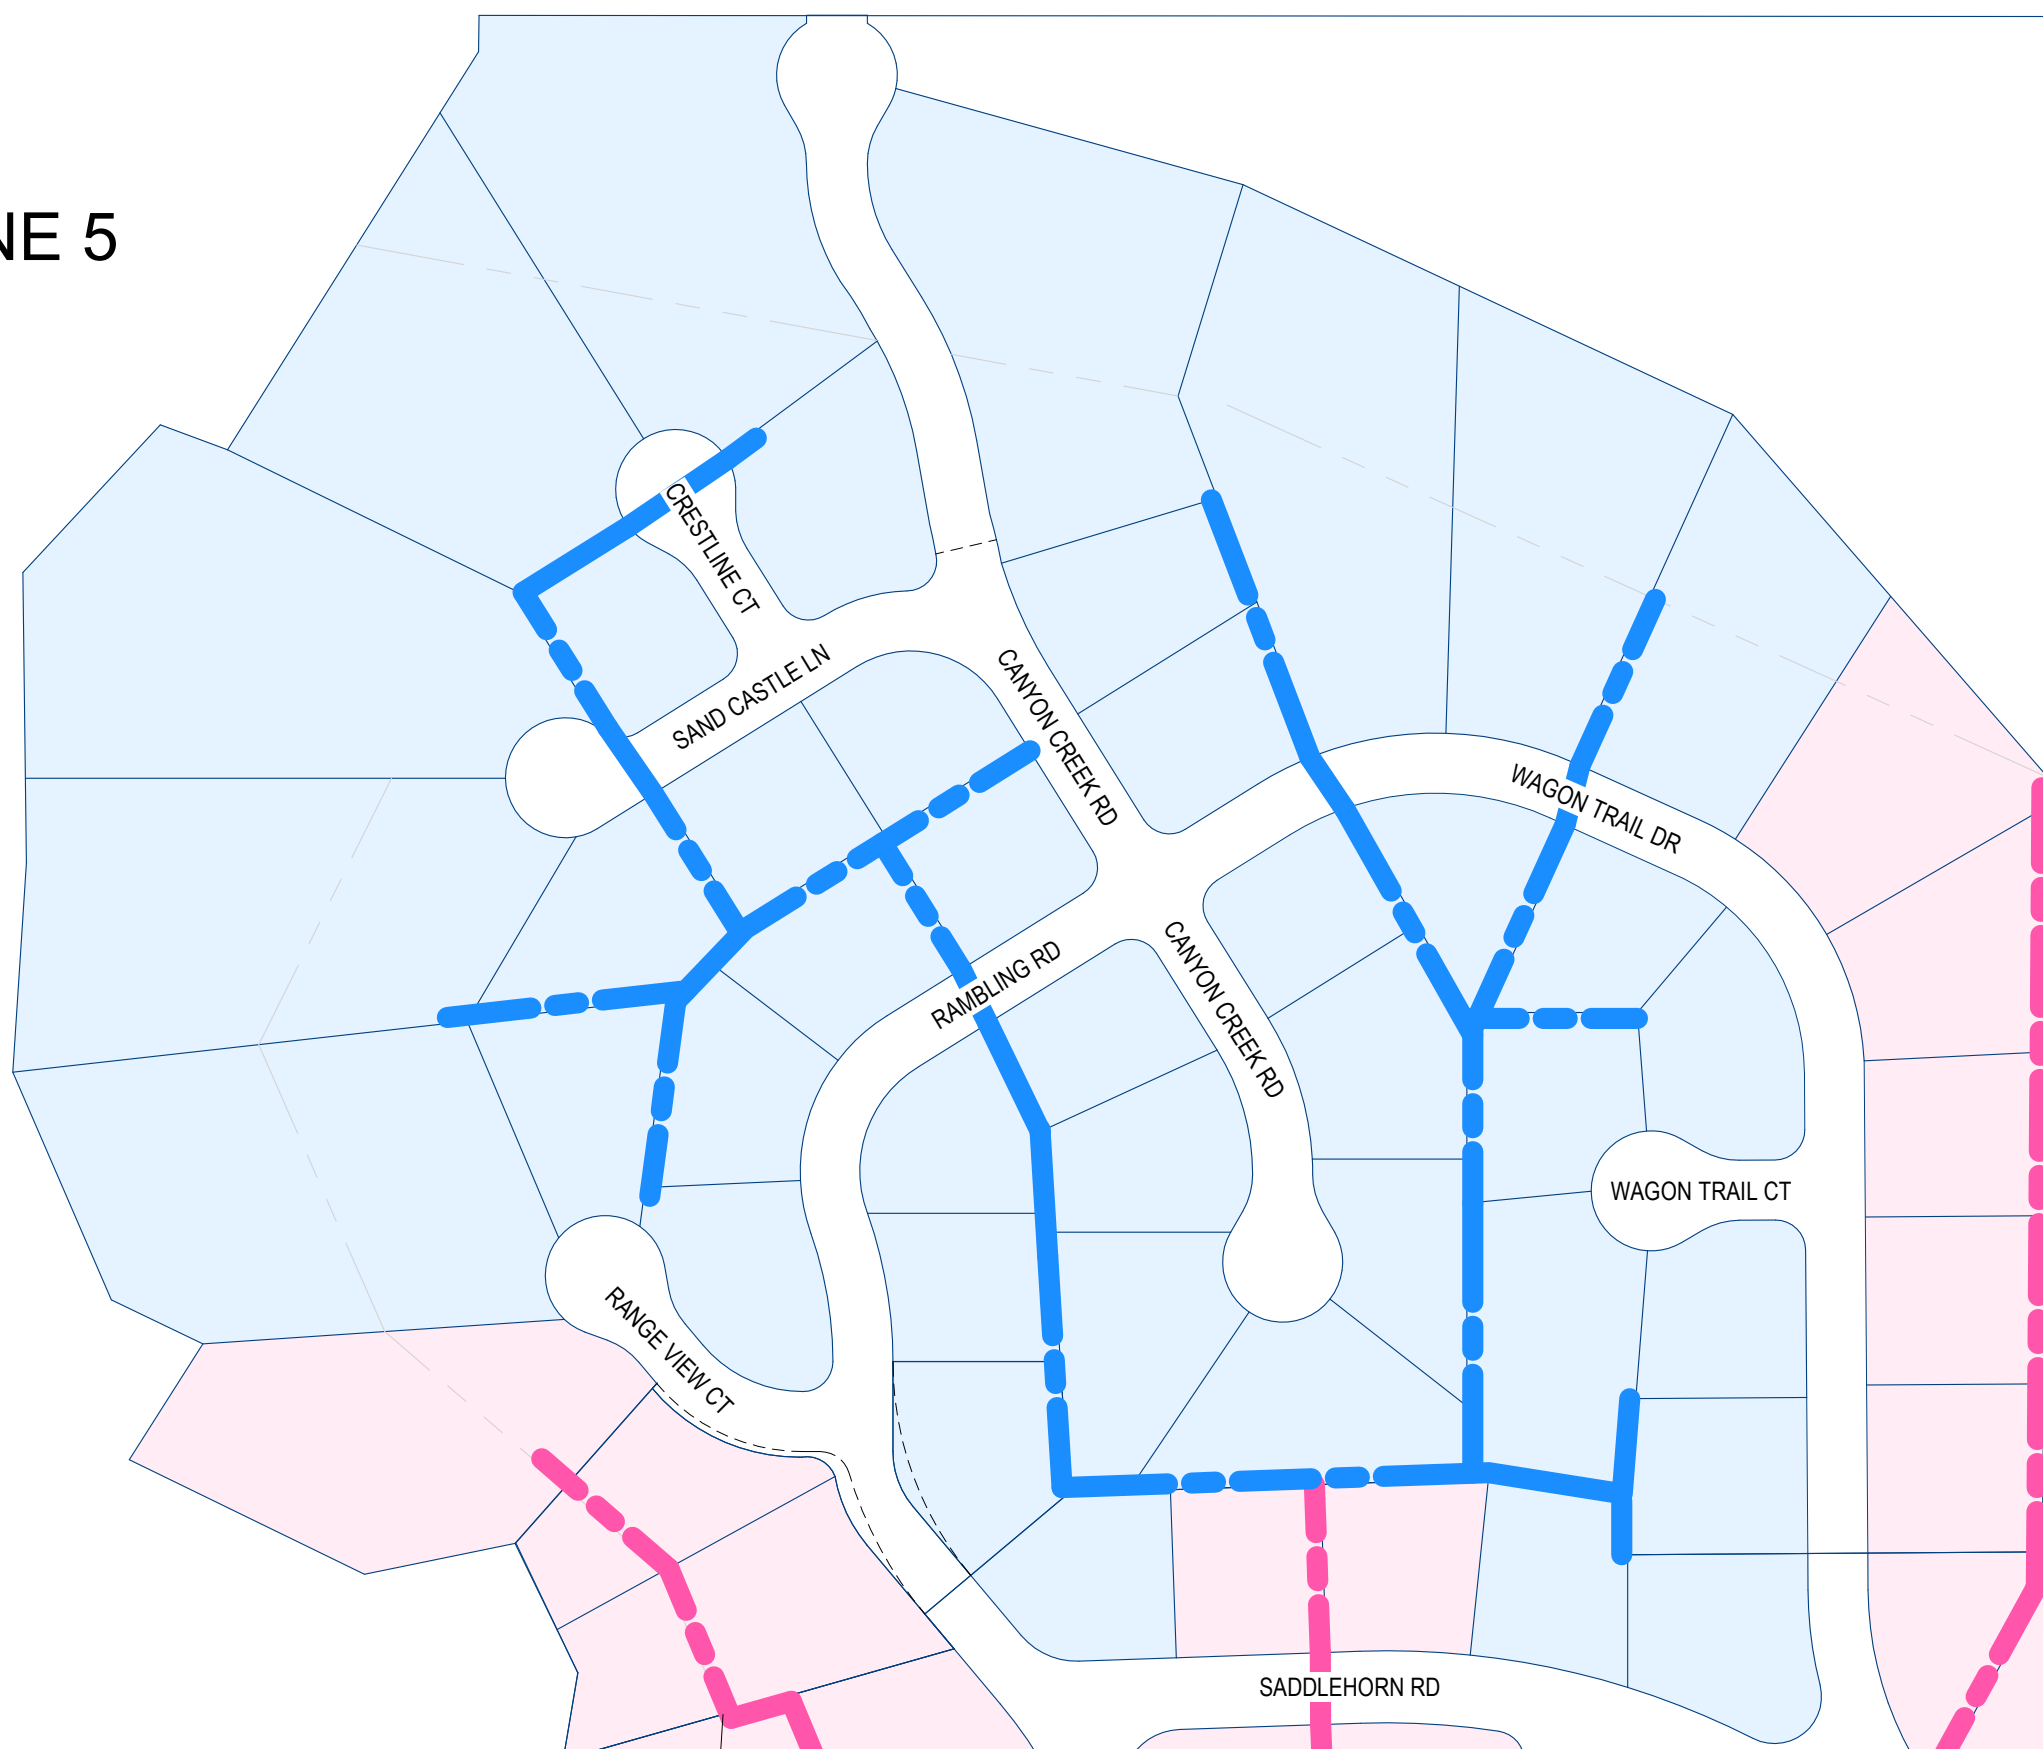 NE 5
CRESTLINE CT
SAND CASTLE LN
CANYON CREEK RD
WAGON TRAIL DR
RAMBLING RD
CANYON CREEK RD
WAGON TRAIL CT
RANGE VIEW CT
SADDLEHORN RD